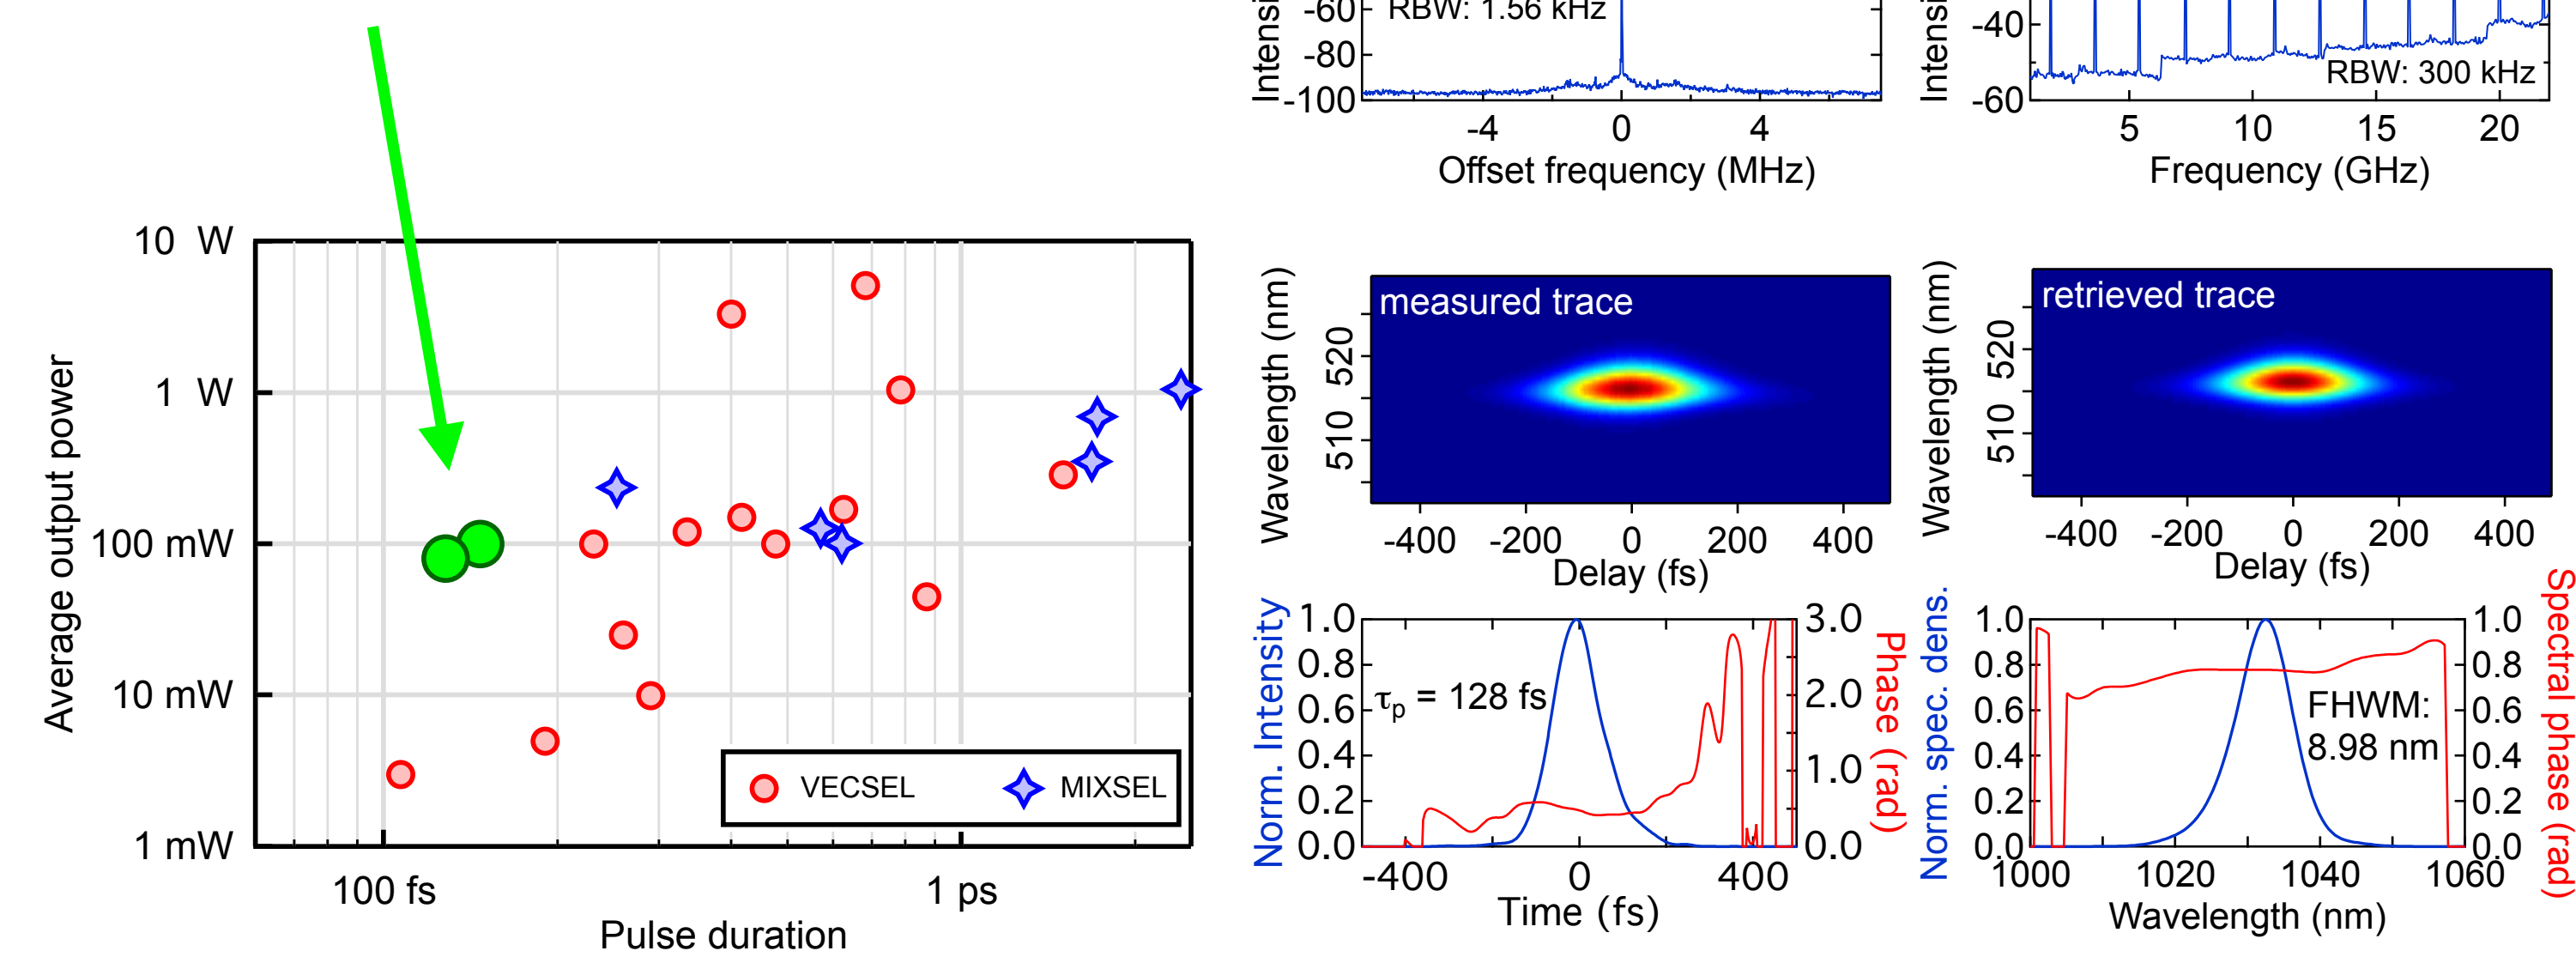 10 W
1 W
100 mW
10 mW
1 mW
Average output power
100 fs
1 ps
Pulse duration
VECSEL
MIXSEL
-60
-80
-100
RBW: 1.56 kHz
-4
0
4
Offset frequency (MHz)
-40
-60
RBW: 300 kHz
5
10
15
20
Frequency (GHz)
Wavelength (nm)
520
510
measured trace
-400
-200
0
200
400
Delay (fs)
Wavelength (nm)
520
510
retrieved trace
-400
-200
0
200
400
Delay (fs)
Norm. Intensity
1.0
0.8
0.6
0.4
0.2
0.0
τp = 128 fs
3.0
2.0
1.0
0.0
Phase (rad)
-400
0
400
Time (fs)
Norm. spec. dens.
1.0
0.8
0.6
0.4
0.2
0.0
FHWM:
8.98 nm
1.0
0.8
0.6
0.4
0.2
0.0
Spectral phase (rad)
1000
1020
1040
1060
Wavelength (nm)